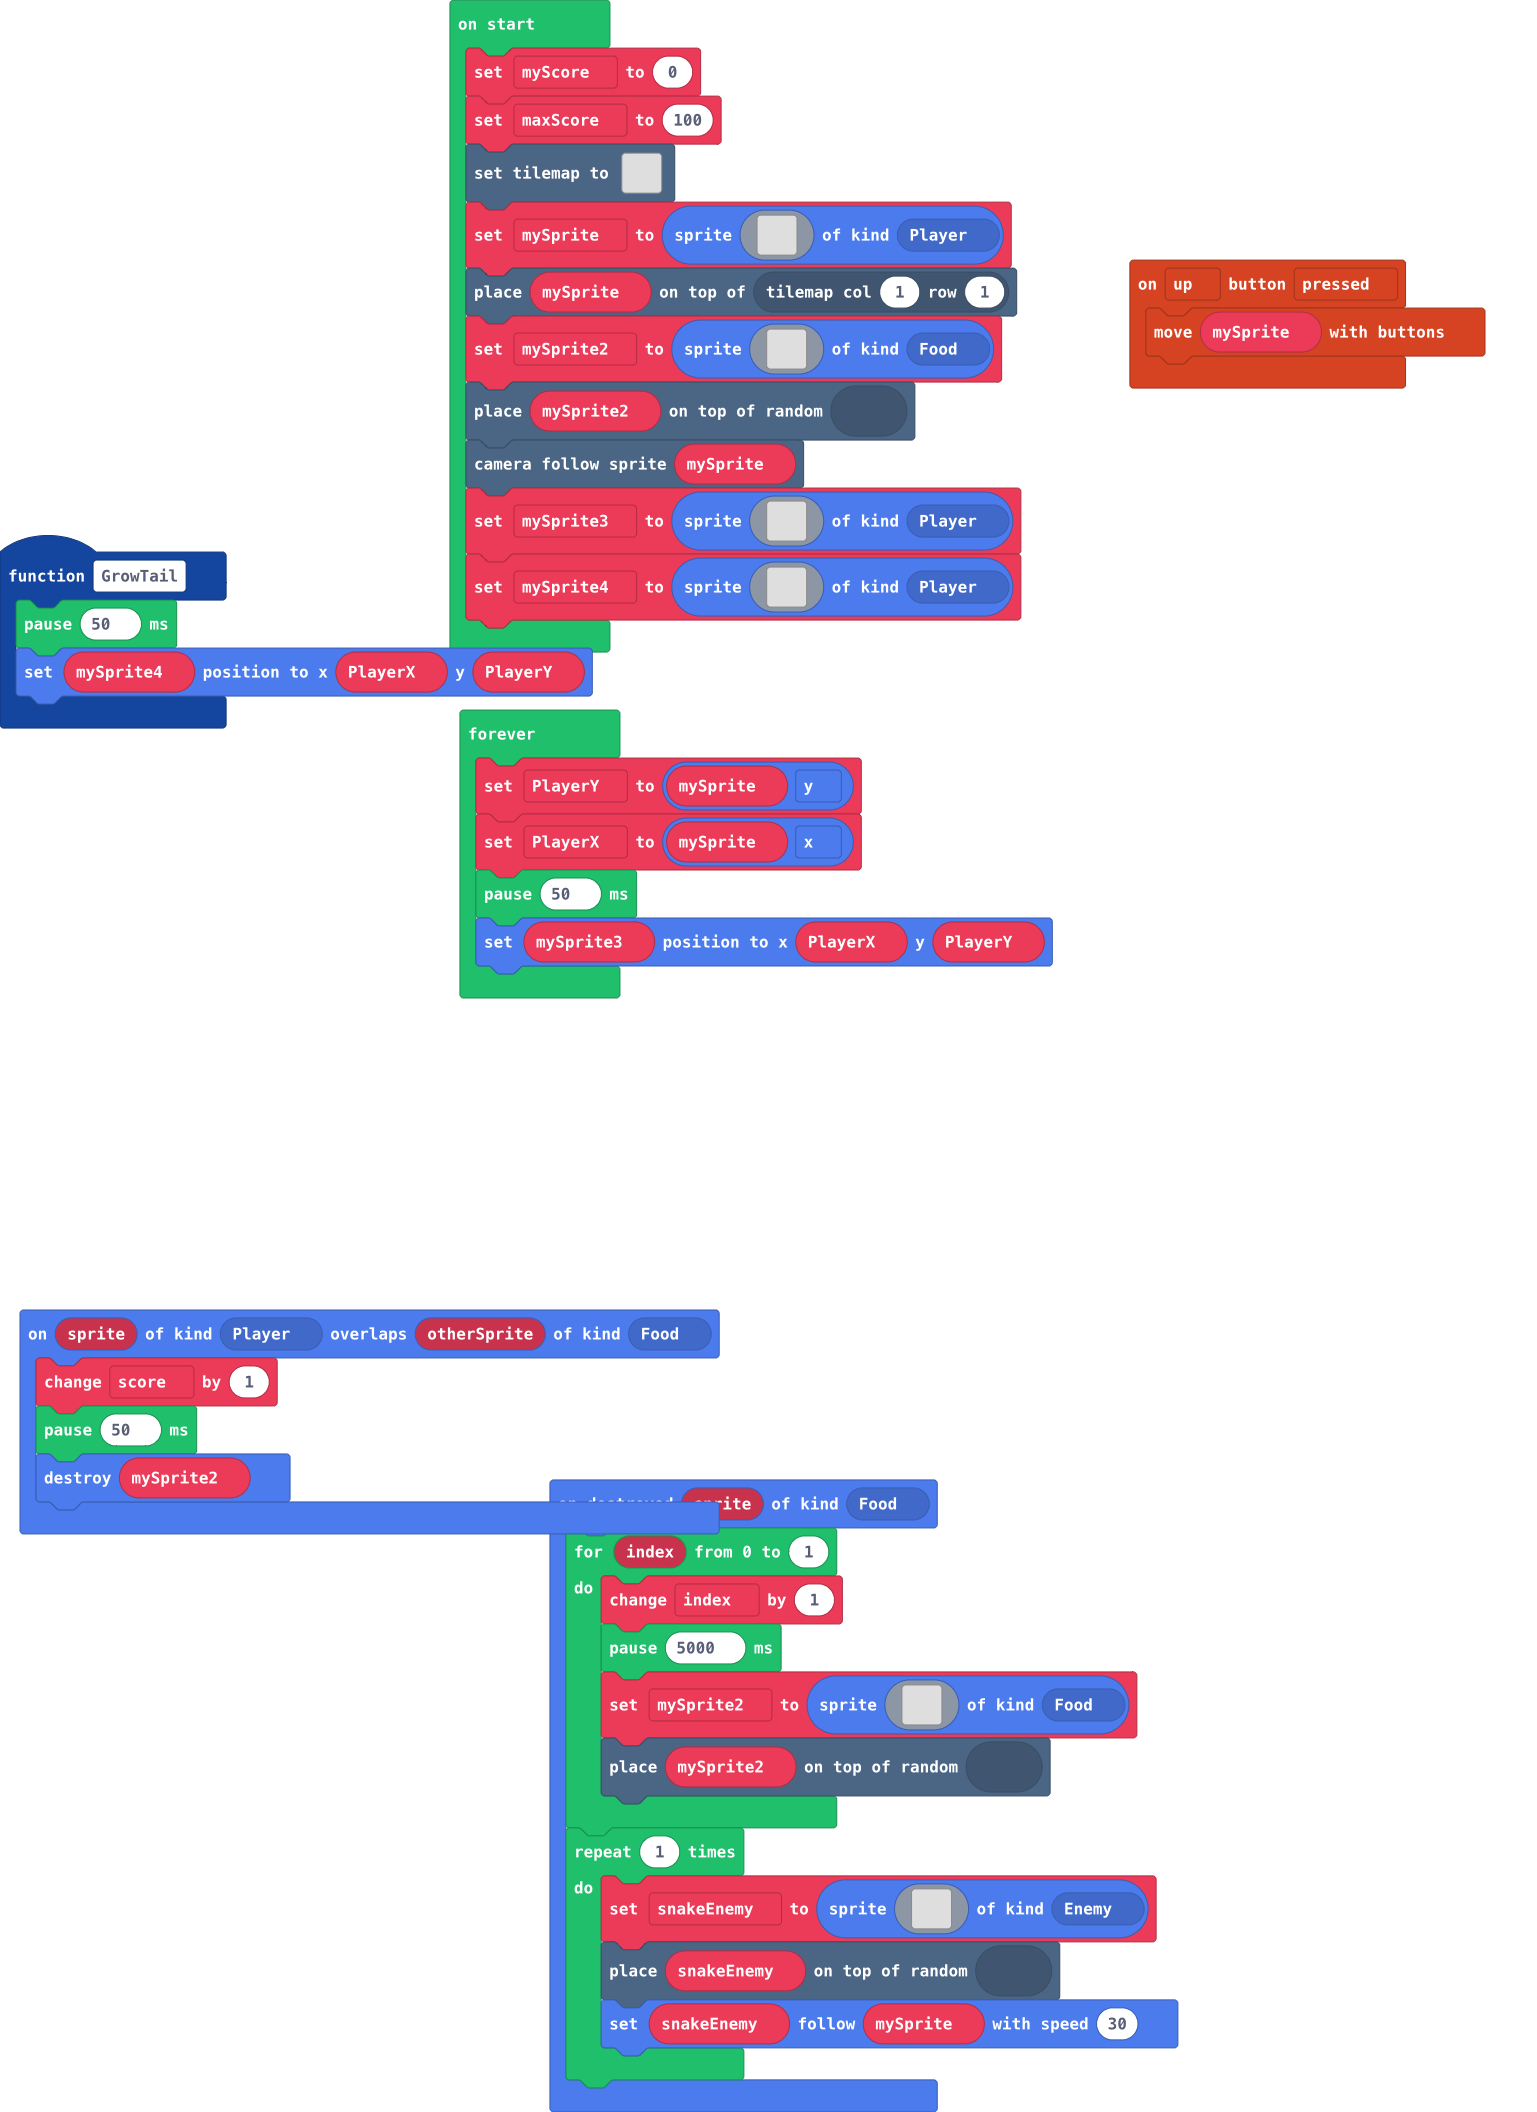 on start
set myScore to 0
set maxScore to 100
set tilemap to
set mySprite to sprite of kind Player
place mySprite on top of tilemap col 1 row 1
set mySprite2 to sprite of kind Food
place mySprite2 on top of random
camera follow sprite mySprite
set mySprite3 to sprite of kind Player
set mySprite4 to sprite of kind Player
on up button pressed
move mySprite with buttons
function GrowTail
pause 50 ms
set mySprite4 position to x PlayerX y PlayerY
forever
set PlayerY to mySprite y
set PlayerX to mySprite x
pause 50 ms
set mySprite3 position to x PlayerX y PlayerY
on sprite of kind Player overlaps otherSprite of kind Food
change score by 1
pause 50 ms
destroy mySprite2
on destroyed sprite of kind Food
for index from 0 to 1
do
change index by 1
pause 5000 ms
set mySprite2 to sprite of kind Food
place mySprite2 on top of random
repeat 1 times
do
set snakeEnemy to sprite of kind Enemy
place snakeEnemy on top of random
set snakeEnemy follow mySprite with speed 30